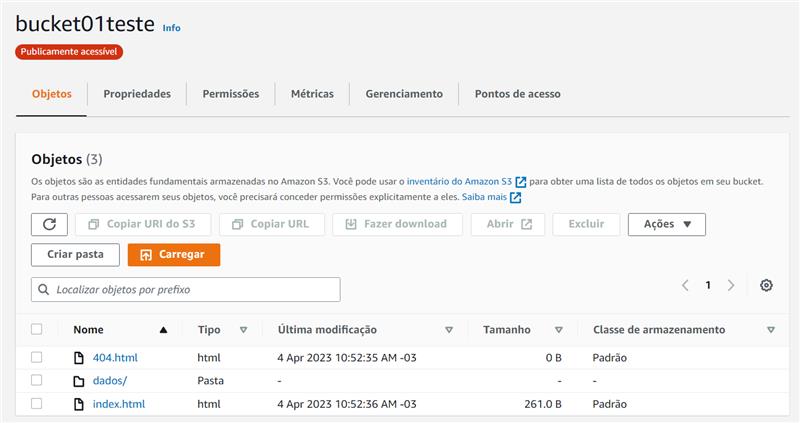 bucket01teste Info
Publicamente acessível
Objetos Propriedades Permissões Métricas Gerenciamento Pontos de acesso
Objetos (3)
Os objetos são as entidades fundamentais armazenadas no Amazon S3. Você pode usar o inventário do Amazon S3 para obter uma lista de todos os objetos em seu bucket.
Para outras pessoas acessarem seus objetos, você precisará conceder permissões explicitamente a eles. Saiba mais
Copiar URI do S3 Copiar URL Fazer download Abrir Excluir Ações
Criar pasta Carregar
Localizar objetos por prefixo 1
Nome Tipo Última modificação Tamanho Classe de armazenamento
404.html html 4 Apr 2023 10:52:35 AM -03 0 B Padrão
dados/ Pasta - - -
index.html html 4 Apr 2023 10:52:36 AM -03 261.0 B Padrão